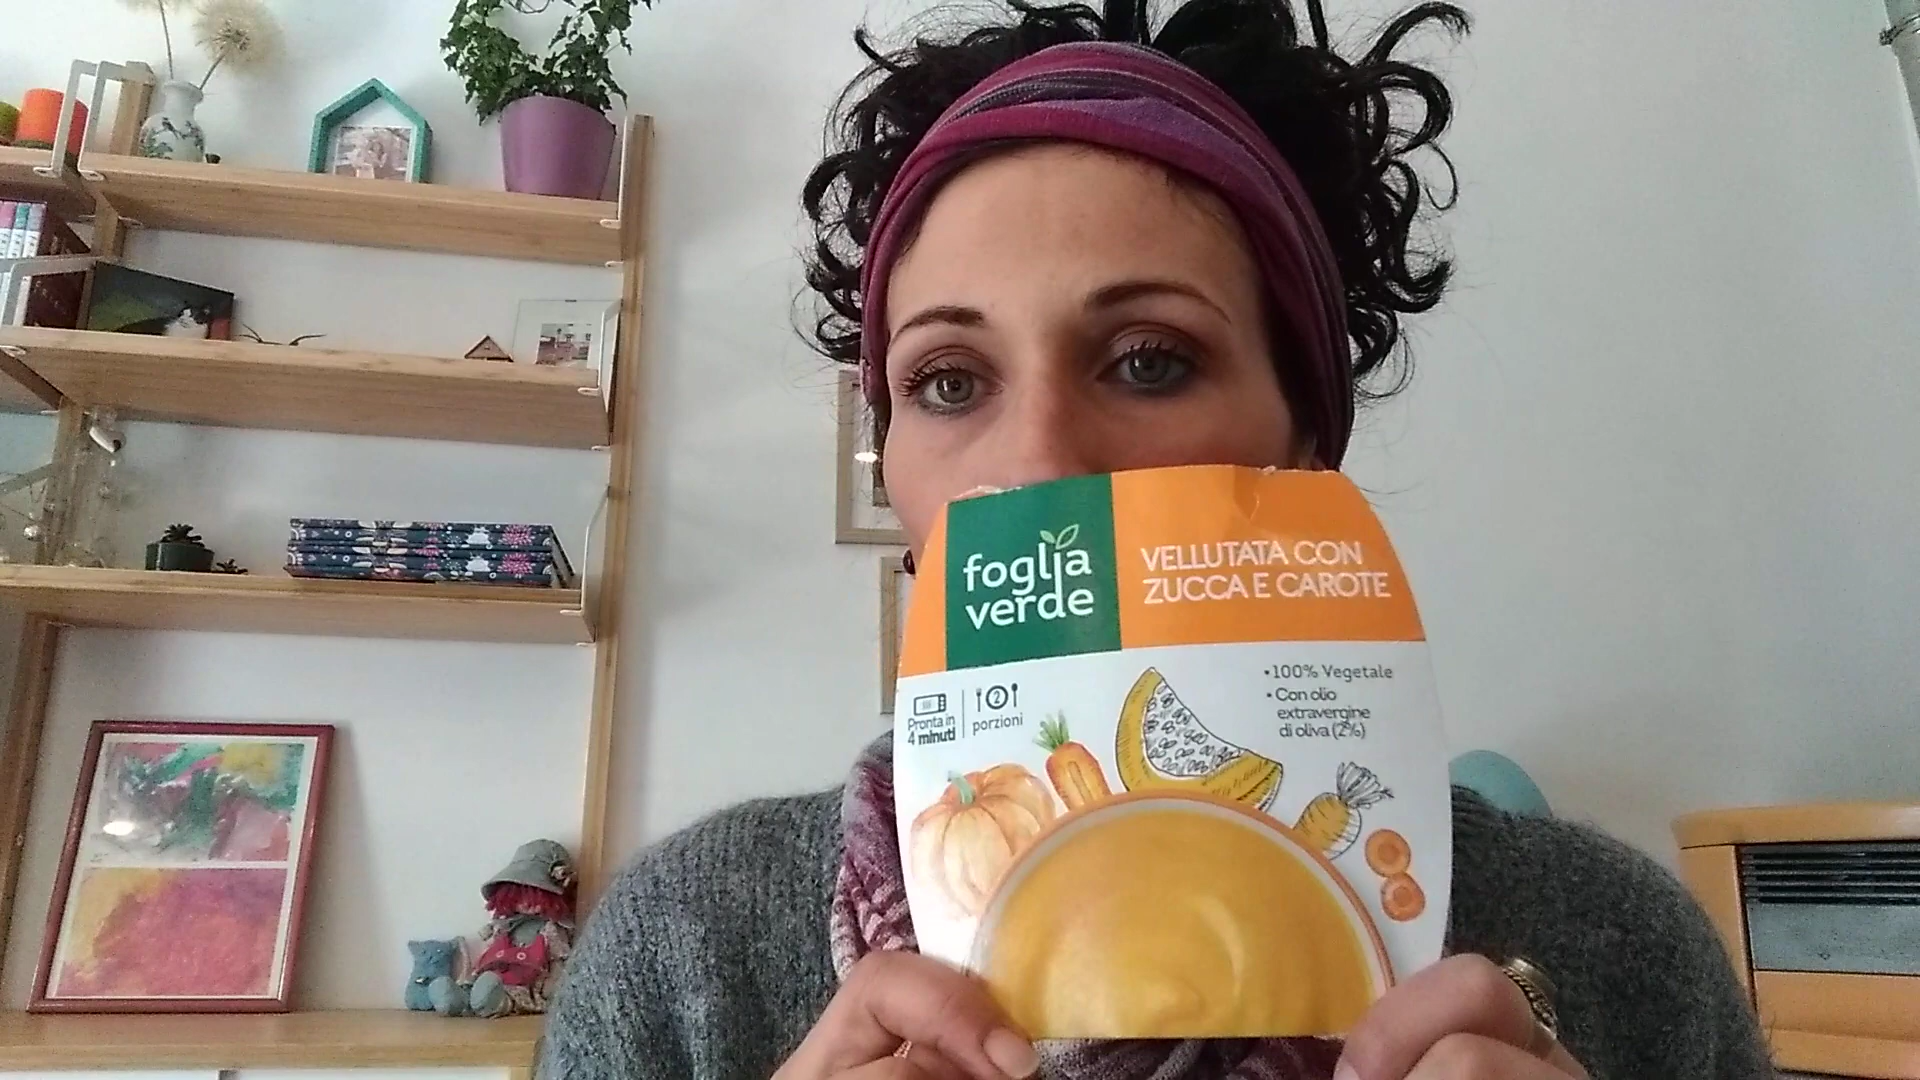 foglia
verde
VELLUTATA CON
ZUCCA E CAROTE
•100% Vegetale
•Con olio
extravergine
di oliva (2%)
Pronta in
4 minuti
2
porzioni